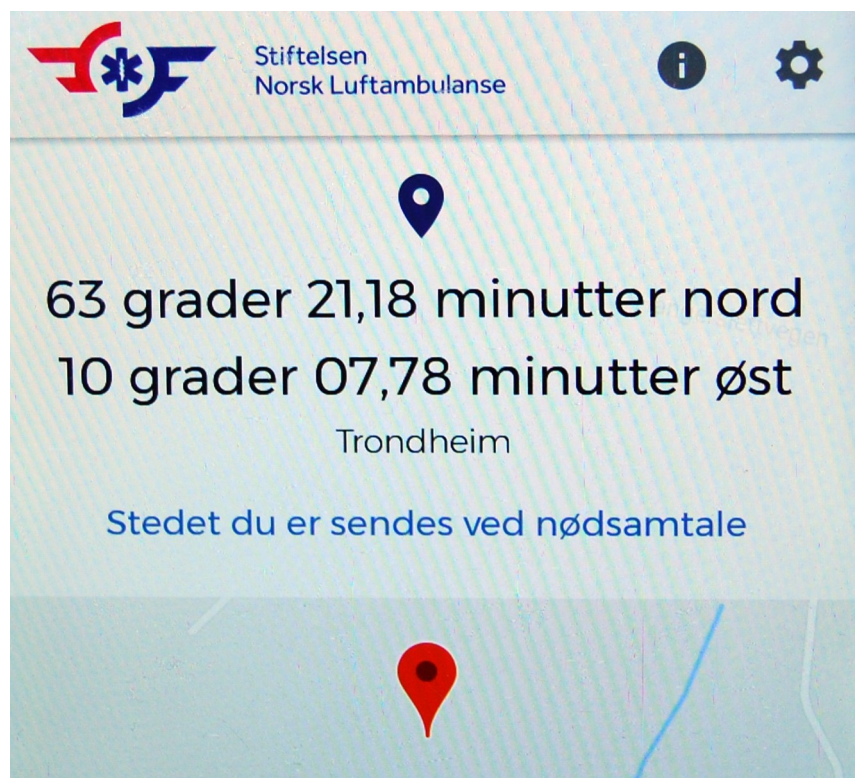 Stiftelsen
Norsk Luftambulanse
63 grader 21,18 minutter nord
10 grader 07,78 minutter øst
Trondheim
Stedet du er sendes ved nødsamtale